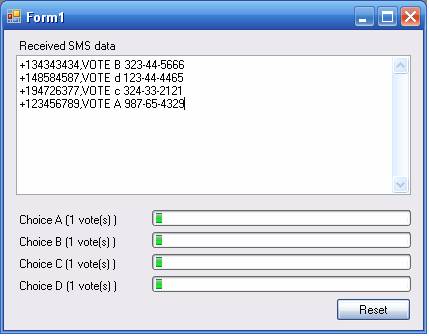 Form1
Received SMS data
+134343434,VOTE B 323-44-5666
+148584587,VOTE d 123-44-4465
+194726377,VOTE c 324-33-2121
+123456789,VOTE A 987-65-4329
Choice A (1 vote(s) )
Choice B (1 vote(s) )
Choice C (1 vote(s) )
Choice D (1 vote(s) )
Reset